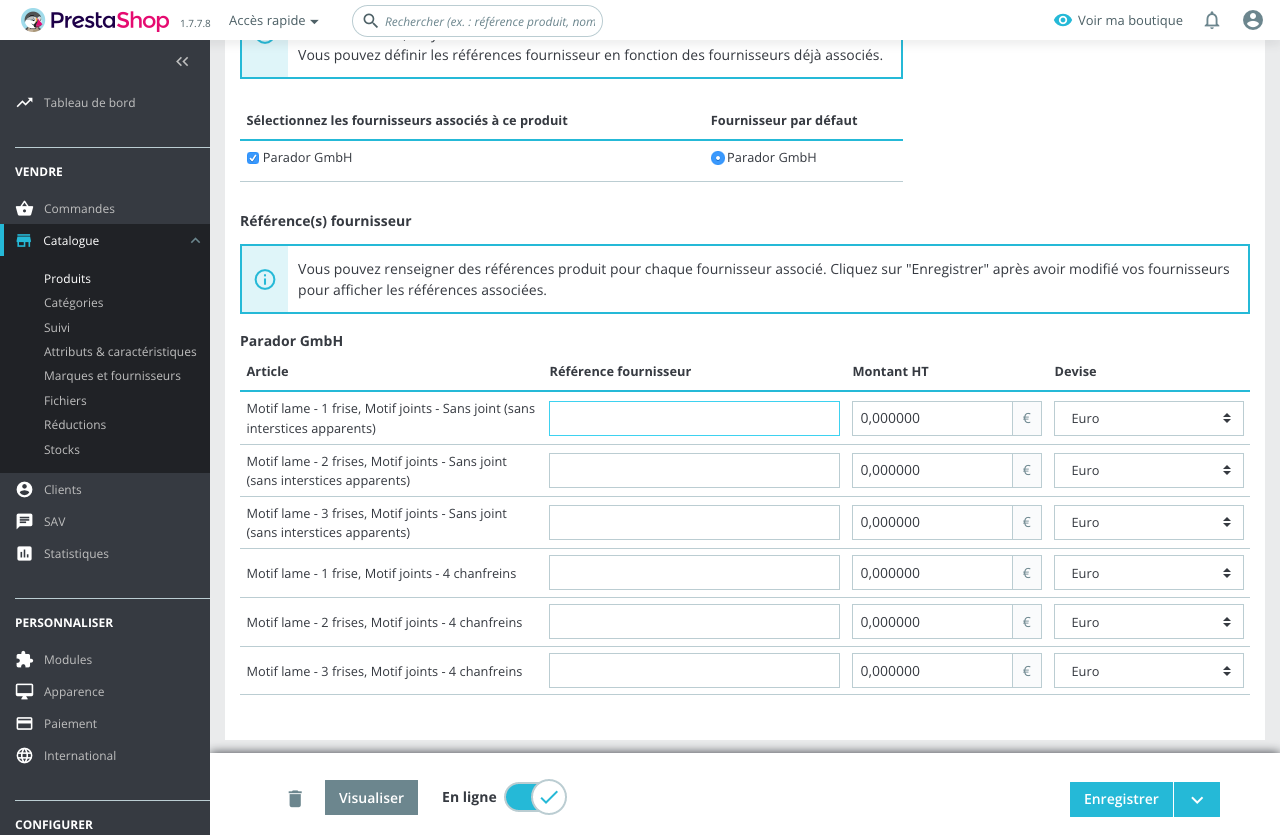 PrestaShop
1.7.7.8
Accès rapide
Rechercher (ex. : référence produit, nom
Voir ma boutique
Tableau de bord
VENDRE
Commandes
Catalogue
Produits
Catégories
Suivi
Attributs & caractéristiques
Marques et fournisseurs
Fichiers
Réductions
Stocks
Clients
SAV
Statistiques
PERSONNALISER
Modules
Apparence
Paiement
International
CONFIGURER
Vous pouvez définir les références fournisseur en fonction des fournisseurs déjà associés.
Sélectionnez les fournisseurs associés à ce produit Fournisseur par défaut
Parador GmbH Parador GmbH
Référence(s) fournisseur
Vous pouvez renseigner des références produit pour chaque fournisseur associé. Cliquez sur "Enregistrer" après avoir modifié vos fournisseurs
pour afficher les références associées.
Parador GmbH
Article Référence fournisseur Montant HT Devise
Motif lame - 1 frise, Motif joints - Sans joint (sans
interstices apparents)
0,000000 € Euro
Motif lame - 2 frises, Motif joints - Sans joint
(sans interstices apparents)
0,000000 € Euro
Motif lame - 3 frises, Motif joints - Sans joint
(sans interstices apparents)
0,000000 € Euro
Motif lame - 1 frise, Motif joints - 4 chanfreins 0,000000 € Euro
Motif lame - 2 frises, Motif joints - 4 chanfreins 0,000000 € Euro
Motif lame - 3 frises, Motif joints - 4 chanfreins 0,000000 € Euro
Visualiser
En ligne
Enregistrer